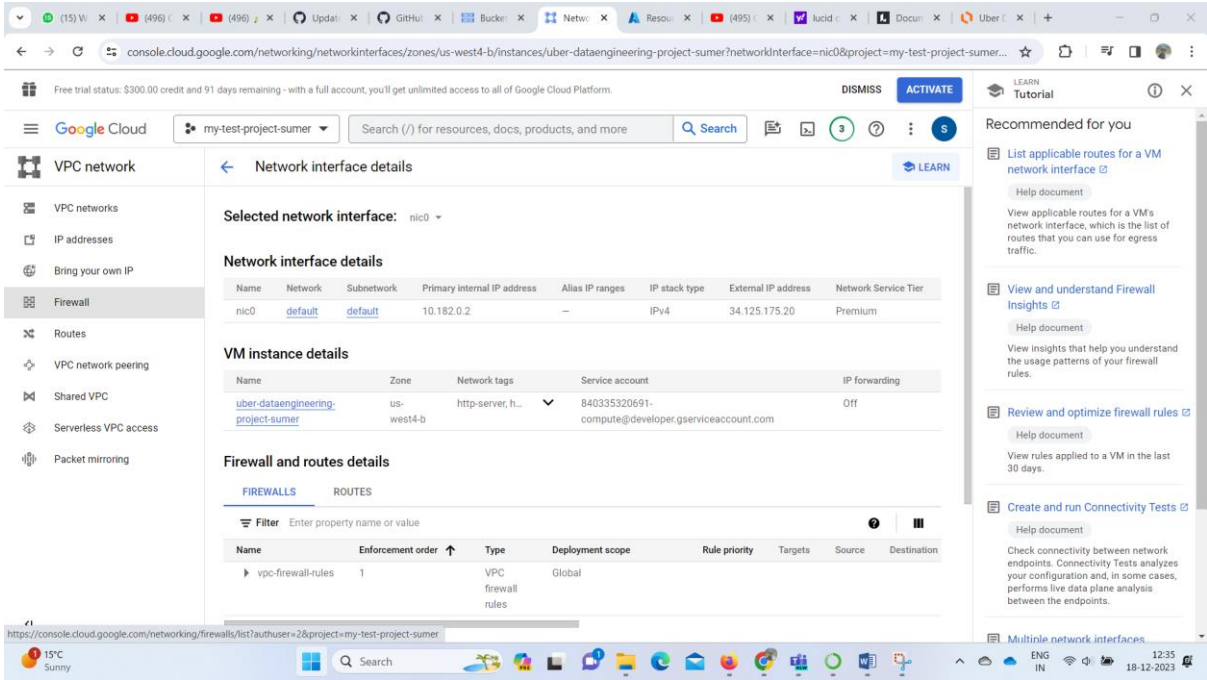 (15) W
(496) (
(496)
Updat
GitHub
Bucket
Netwo
Resou
(495) (
lucid c
Docum
Uber D
console.cloud.google.com/networking/networkinterfaces/zones/us-west4-b/instances/uber-dataengineering-project-sumer?networkInterface=nic0&project=my-test-project-sumer...
Free trial status: $300.00 credit and 91 days remaining - with a full account, you'll get unlimited access to all of Google Cloud Platform.
DISMISS
ACTIVATE
Google Cloud
my-test-project-sumer
Search (/) for resources, docs, products, and more
Search
3
S
VPC network
Network interface details
LEARN
VPC networks
IP addresses
Bring your own IP
Firewall
Routes
VPC network peering
Shared VPC
Serverless VPC access
Packet mirroring
Selected network interface: nic0
Network interface details
Name Network Subnetwork Primary internal IP address Alias IP ranges IP stack type External IP address Network Service Tier
nic0 default default 10.182.0.2 — IPv4 34.125.175.20 Premium
VM instance details
Name Zone Network tags Service account IP forwarding
uber-dataengineering- us- http-server, h... 840335320691- Off
project-sumer west4-b compute@developer.gserviceaccount.com
Firewall and routes details
FIREWALLS ROUTES
Filter Enter property name or value
Name Enforcement order Type Deployment scope Rule priority Targets Source Destination
vpc-firewall-rules 1 VPC Global
firewall
rules
LEARN
Tutorial
Recommended for you
List applicable routes for a VM
network interface
Help document
View applicable routes for a VM's
network interface, which is the list of
routes that you can use for egress
traffic.
View and understand Firewall
Insights
Help document
View insights that help you understand
the usage patterns of your firewall
rules.
Review and optimize firewall rules
Help document
View rules applied to a VM in the last
30 days.
Create and run Connectivity Tests
Help document
Check connectivity between network
endpoints. Connectivity Tests analyzes
your configuration and, in some cases,
performs live data plane analysis
between the endpoints.
Multiple network interfaces
https://console.cloud.google.com/networking/firewalls/list?authuser=2&project=my-test-project-sumer
15°C
Sunny
Search
ENG
IN
12:35
18-12-2023